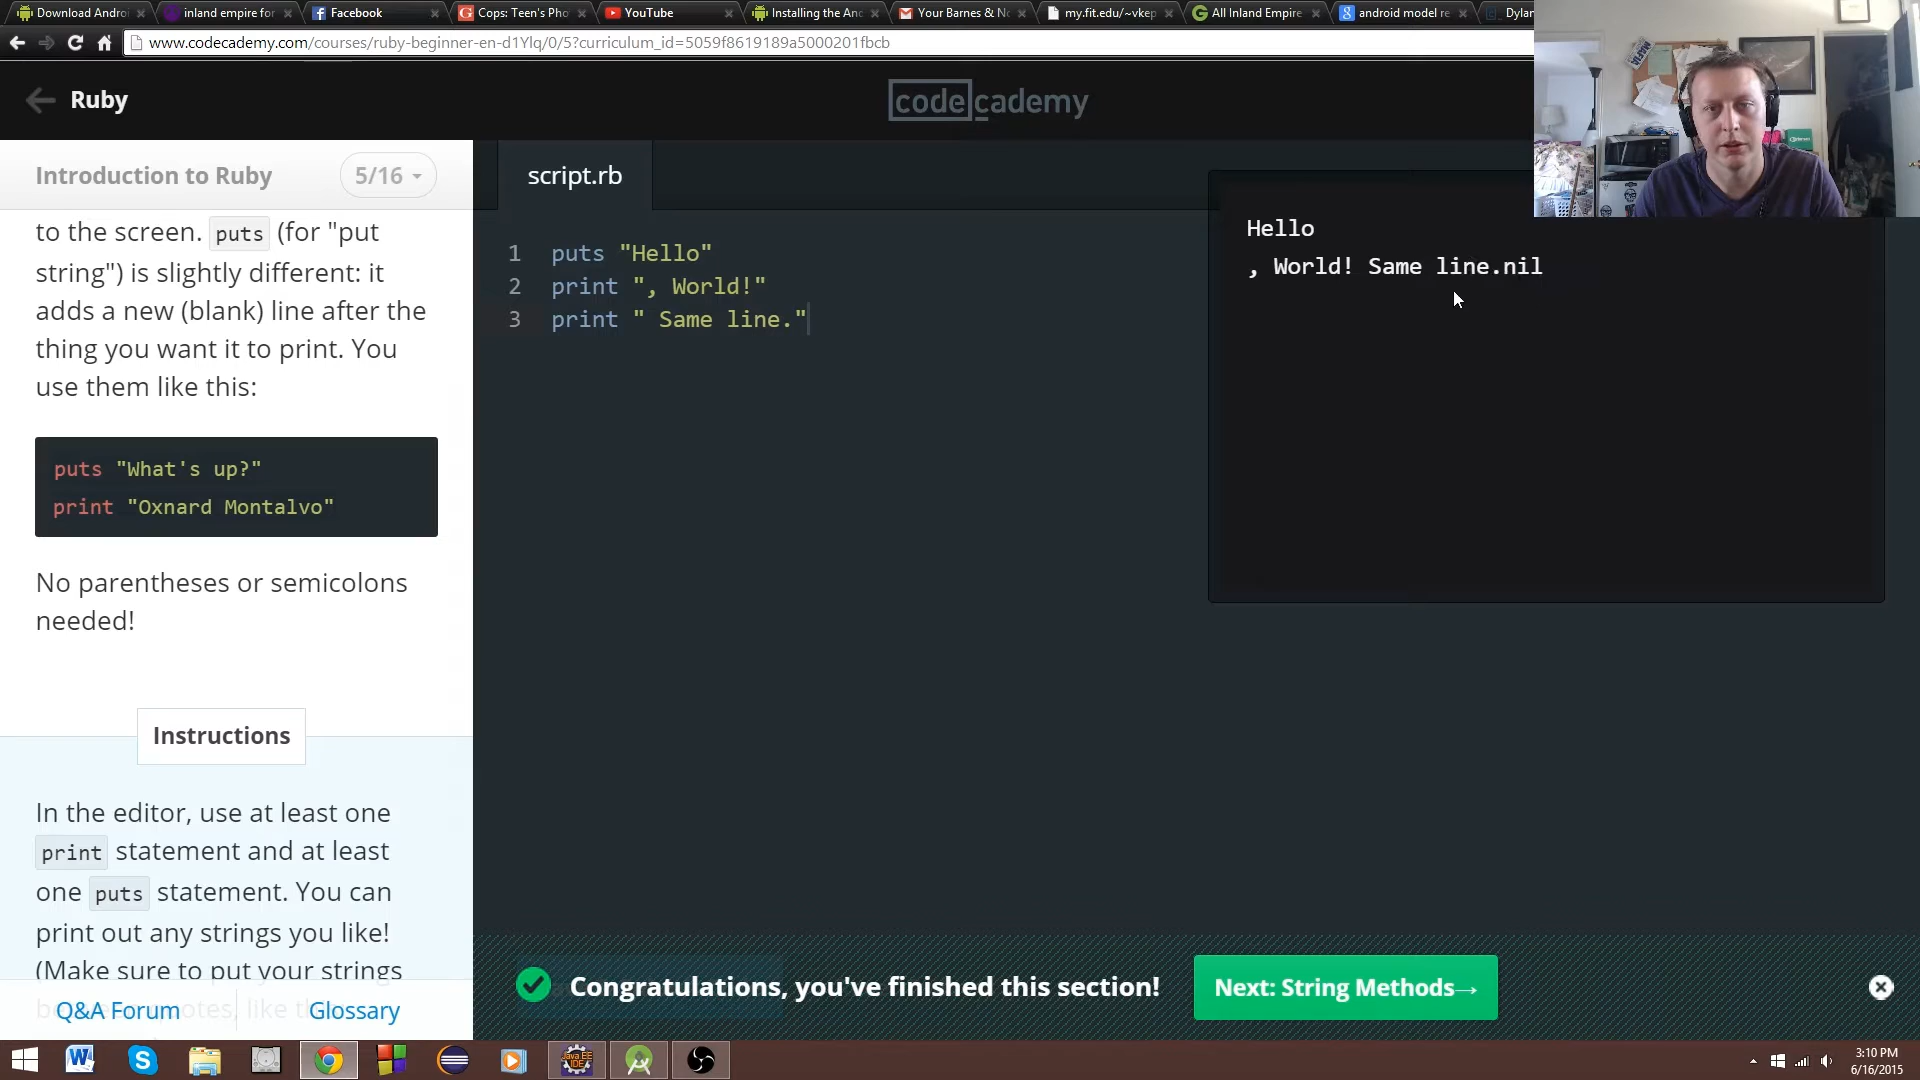 Download Androi
inland empire for
Facebook
Cops: Teen's Pho
YouTube
Installing the And
Your Barnes & No
my.fit.edu/~vkep
All Inland Empire
android model re
Dylan
www.codecademy.com/courses/ruby-beginner-en-d1Ylq/0/5?curriculum_id=5059f8619189a5000201fbcb
Ruby
codecademy
Introduction to Ruby
5/16
to the screen. puts (for "put
string") is slightly different: it
adds a new (blank) line after the
thing you want it to print. You
use them like this:
puts "What's up?"
print "Oxnard Montalvo"
No parentheses or semicolons
needed!
Instructions
In the editor, use at least one
print statement and at least
one puts statement. You can
print out any strings you like!
(Make sure to put your strings
Q&A Forum
Glossary
script.rb
1 puts "Hello"
2 print ", World!"
3 print " Same line."
Hello
, World! Same line.nil
Congratulations, you've finished this section!
Next: String Methods→
3:10 PM
6/16/2015